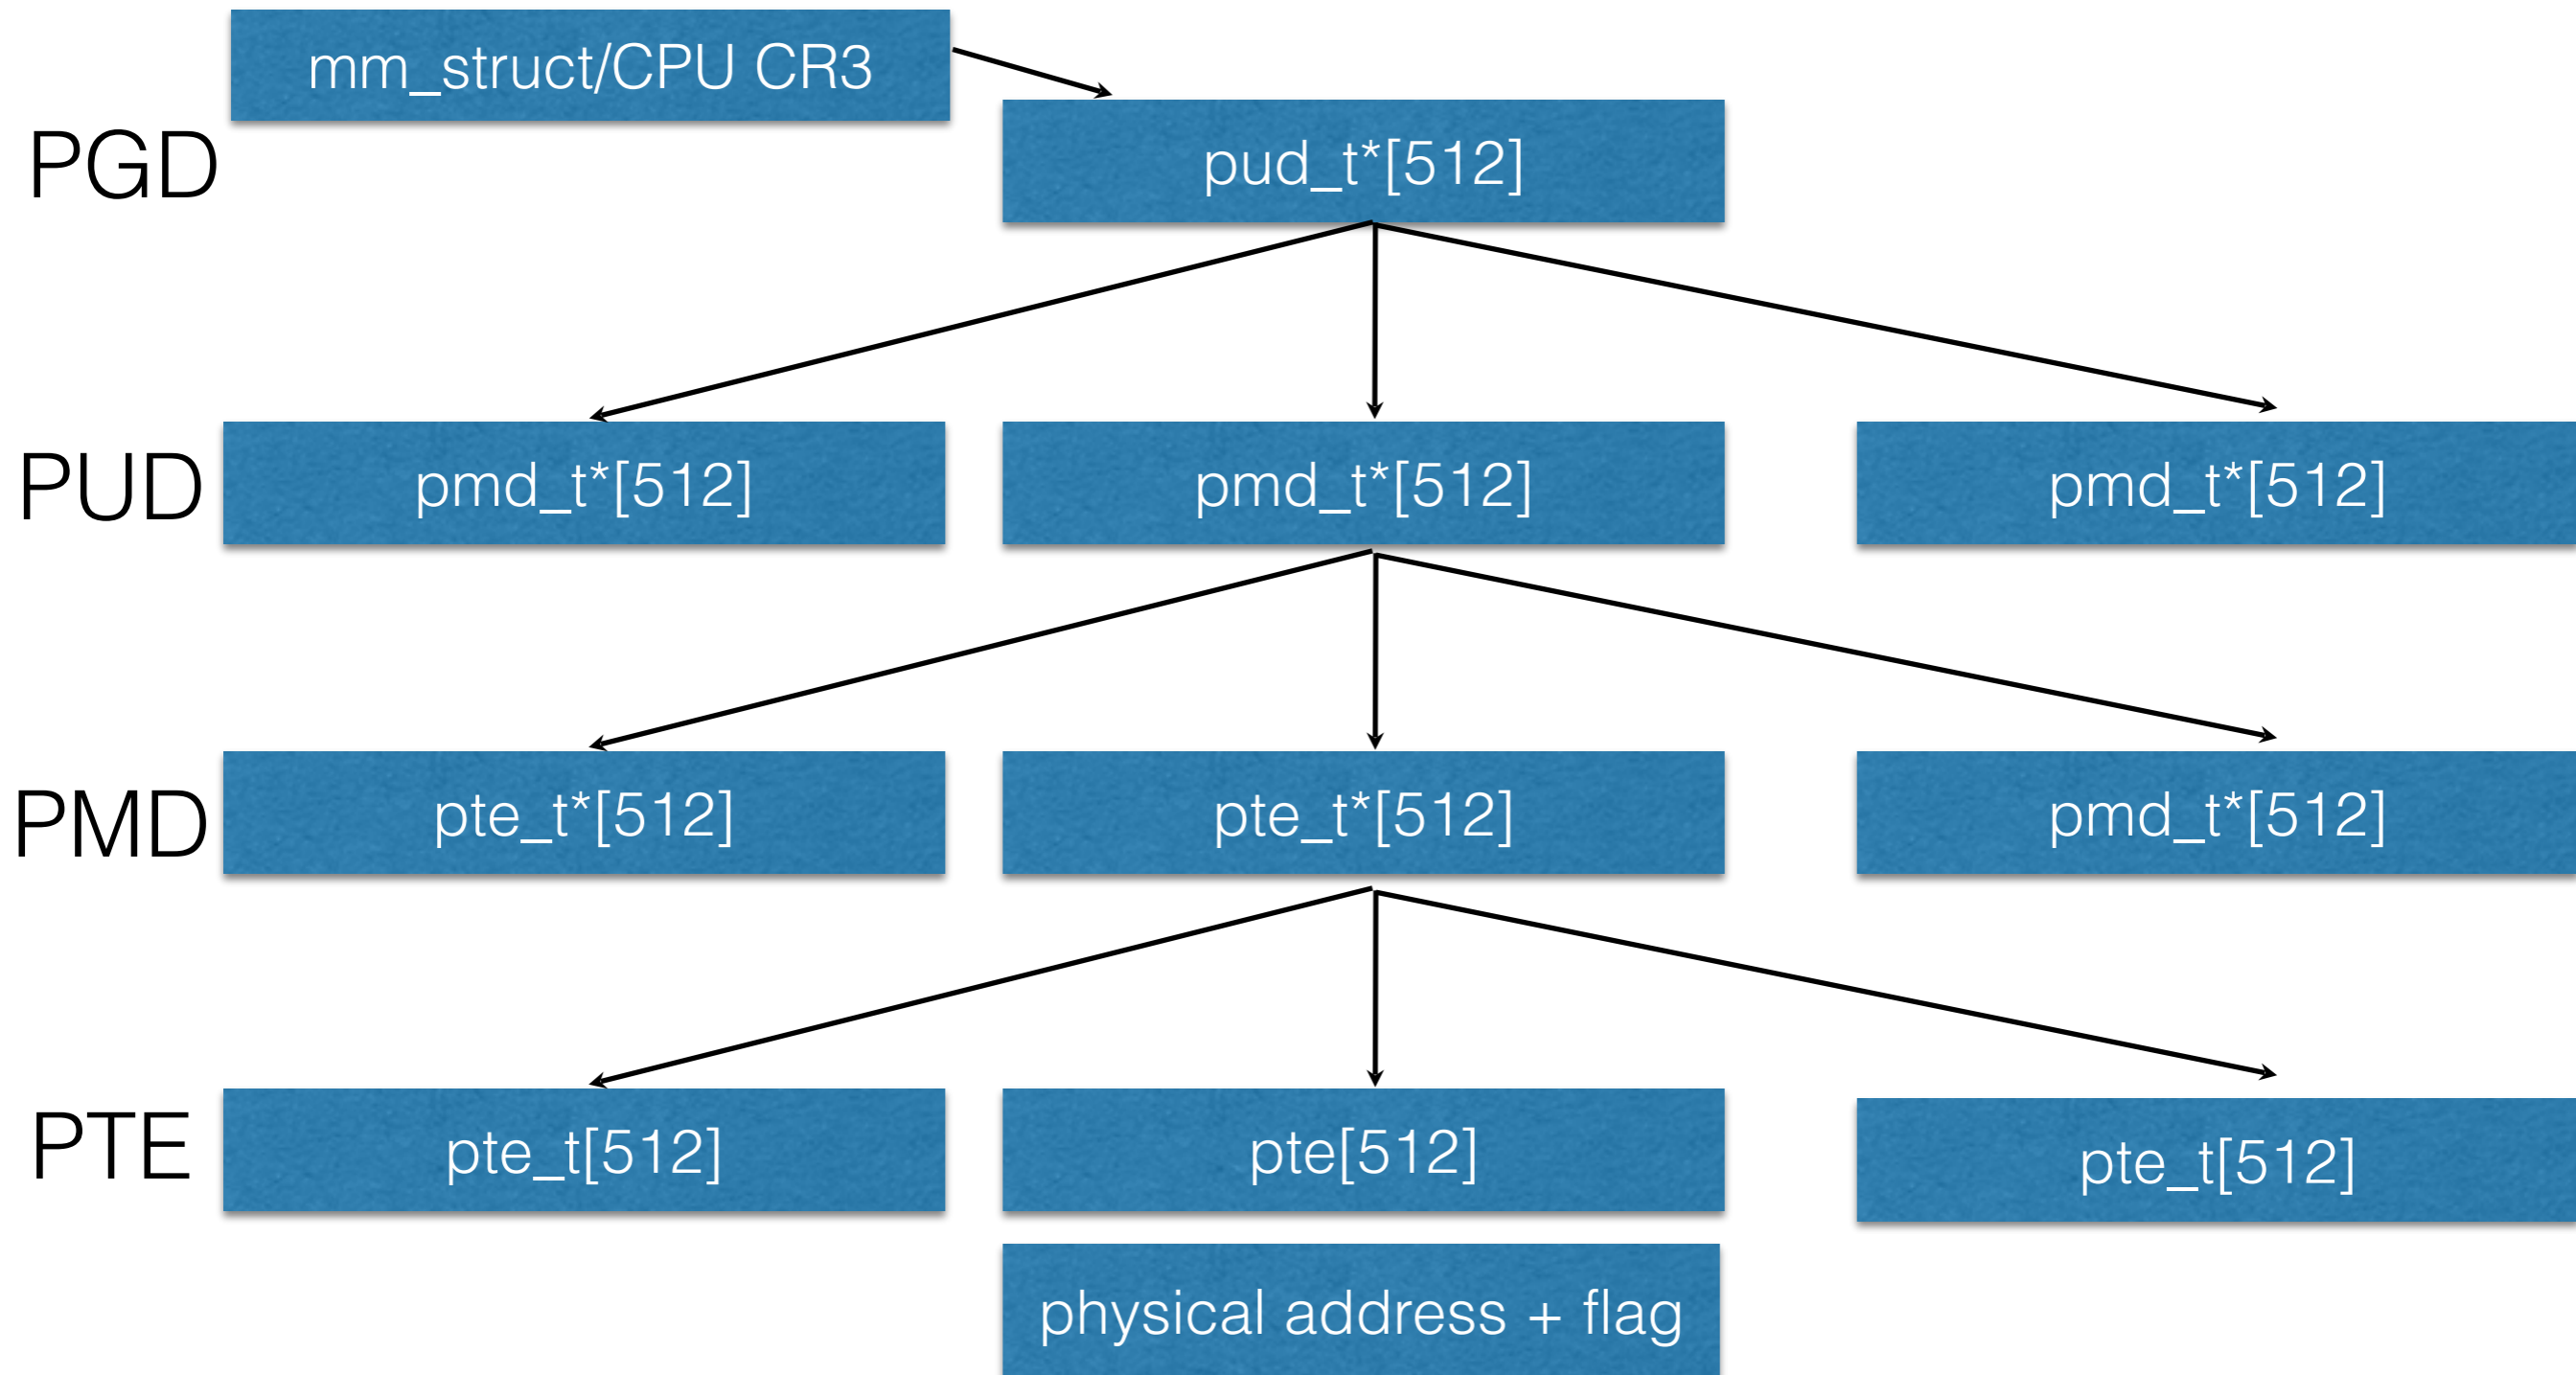 mm_struct/CPU CR3
PGD
pud_t*[512]
PUD
pmd_t*[512]
pmd_t*[512]
pmd_t*[512]
PMD
pte_t*[512]
pte_t*[512]
pmd_t*[512]
PTE
pte_t[512]
pte[512]
pte_t[512]
physical address + flag